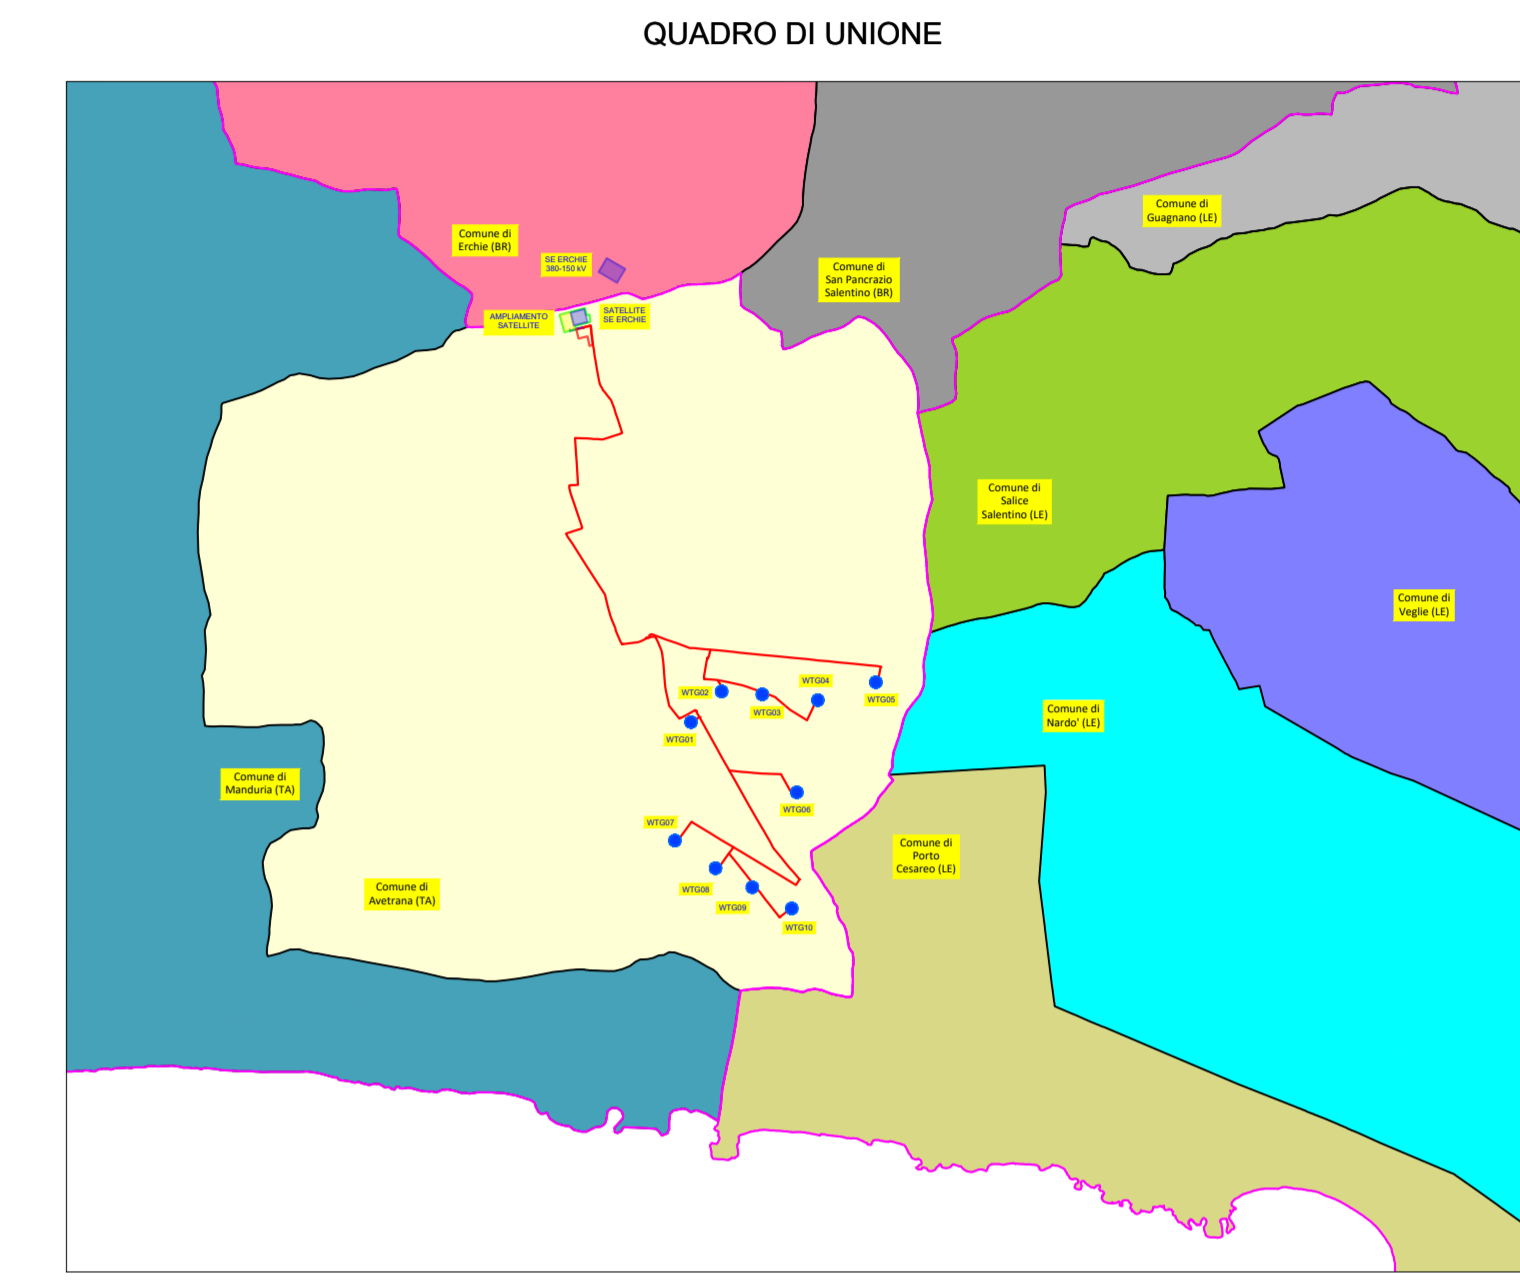 QUADRO DI UNIONE
Comune di
Guagnano (LE)
Comune di
Erchie (BR)
SE ERCHIE
380-150 kV
Comune di
San Pancrazio
Salentino (BR)
AMPLIAMENTO
SATELLITE
SATELLITE
SE ERCHIE
Comune di
Salice
Salentino (LE)
Comune di
Veglie (LE)
WTG02
WTG03
WTG04
WTG05
WTG01
Comune di
Nardo' (LE)
Comune di
Manduria (TA)
WTG06
WTG07
Comune di
Porto
Cesareo (LE)
Comune di
Avetrana (TA)
WTG08
WTG09
WTG10